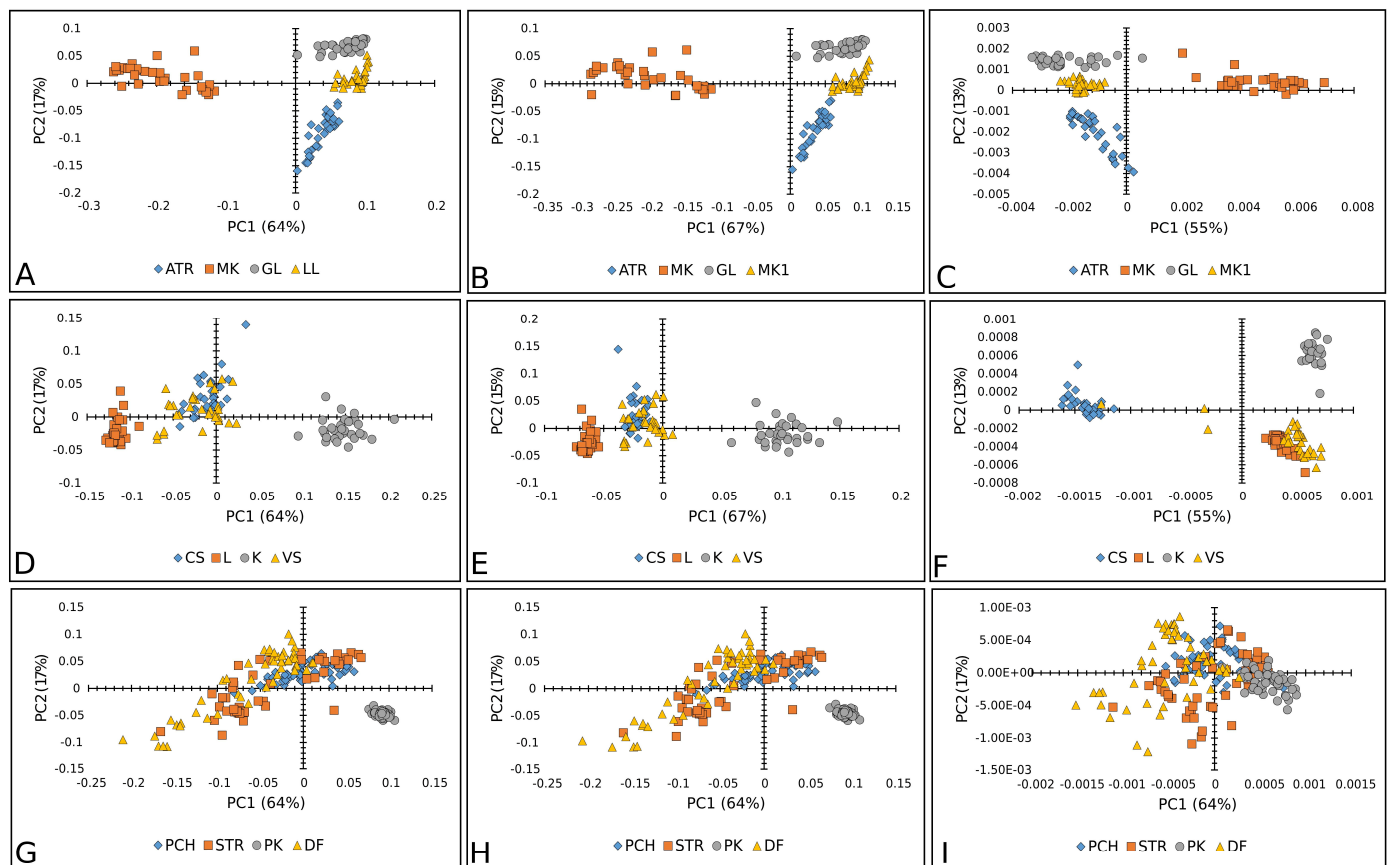 0.1
0.05
0
-0.05
-0.1
-0.15
-0.2
-0.3 -0.2 -0.1 0 0.1 0.2
PC2 (17%)
PC1 (64%)
ATR MK GL LL
A
0.1
0.05
0
-0.05
-0.1
-0.15
-0.2
-0.35 -0.3 -0.25 -0.2 -0.15 -0.1 -0.05 0 0.05 0.1 0.15
PC2 (15%)
PC1 (67%)
ATR MK GL MK1
B
0.003
0.002
0.001
0
-0.001
-0.002
-0.003
-0.004
-0.005
-0.004 -0.002 0 0.002 0.004 0.006 0.008
PC2 (13%)
PC1 (55%)
ATR MK GL MK1
C
0.15
0.1
0.05
0
-0.05
-0.1
-0.15 -0.1 -0.05 0 0.05 0.1 0.15 0.2 0.25
PC2 (17%)
PC1 (64%)
CS L K VS
D
0.2
0.15
0.1
0.05
0
-0.05
-0.1
-0.1 -0.05 0 0.05 0.1 0.15 0.2
PC2 (15%)
PC1 (67%)
CS L K VS
E
0.001
0.0008
0.0006
0.0004
0.0002
0
-0.0002
-0.0004
-0.0006
-0.0008
-0.002 -0.0015 -0.001 -0.0005 0 0.0005 0.001
PC2 (13%)
PC1 (55%)
CS L K VS
F
0.15
0.1
0.05
0
-0.05
-0.1
-0.15
-0.25 -0.2 -0.15 -0.1 -0.05 0 0.05 0.1 0.15
PC2 (17%)
PC1 (64%)
PCH STR PK DF
G
0.15
0.1
0.05
0
-0.05
-0.1
-0.15
-0.25 -0.2 -0.15 -0.1 -0.05 0 0.05 0.1 0.15
PC2 (17%)
PC1 (64%)
PCH STR PK DF
H
1.00E-03
5.00E-04
0.00E+00
-5.00E-04
-1.00E-03
-1.50E-03
-0.002 -0.0015 -0.001 -0.0005 0 0.0005 0.001 0.0015
PC2 (17%)
PC1 (64%)
PCH STR PK DF
I